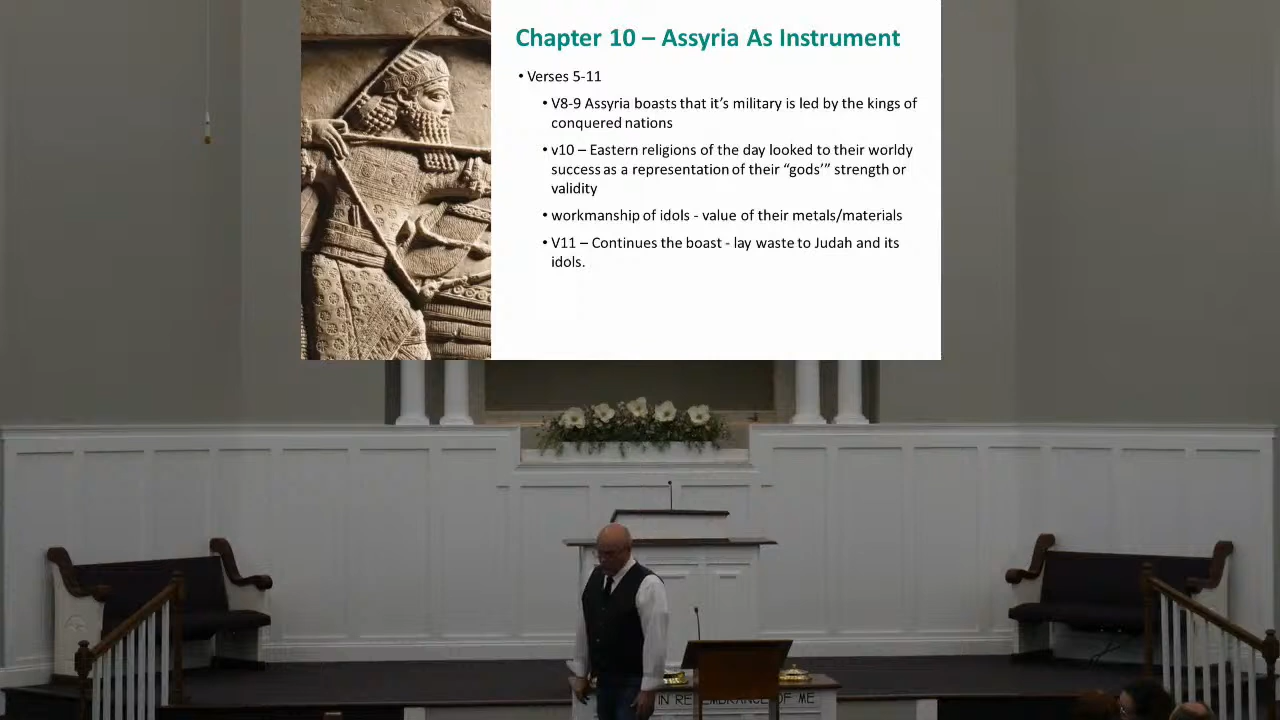 Chapter 10 – Assyria As Instrument
• Verses 5-11
• V8-9 Assyria boasts that it’s military is led by the kings of
conquered nations
• v10 – Eastern religions of the day looked to their worldy
success as a representation of their “gods’” strength or
validity
• workmanship of idols - value of their metals/materials
• V11 – Continues the boast - lay waste to Judah and its
idols.
IN REMEMBRANCE OF ME